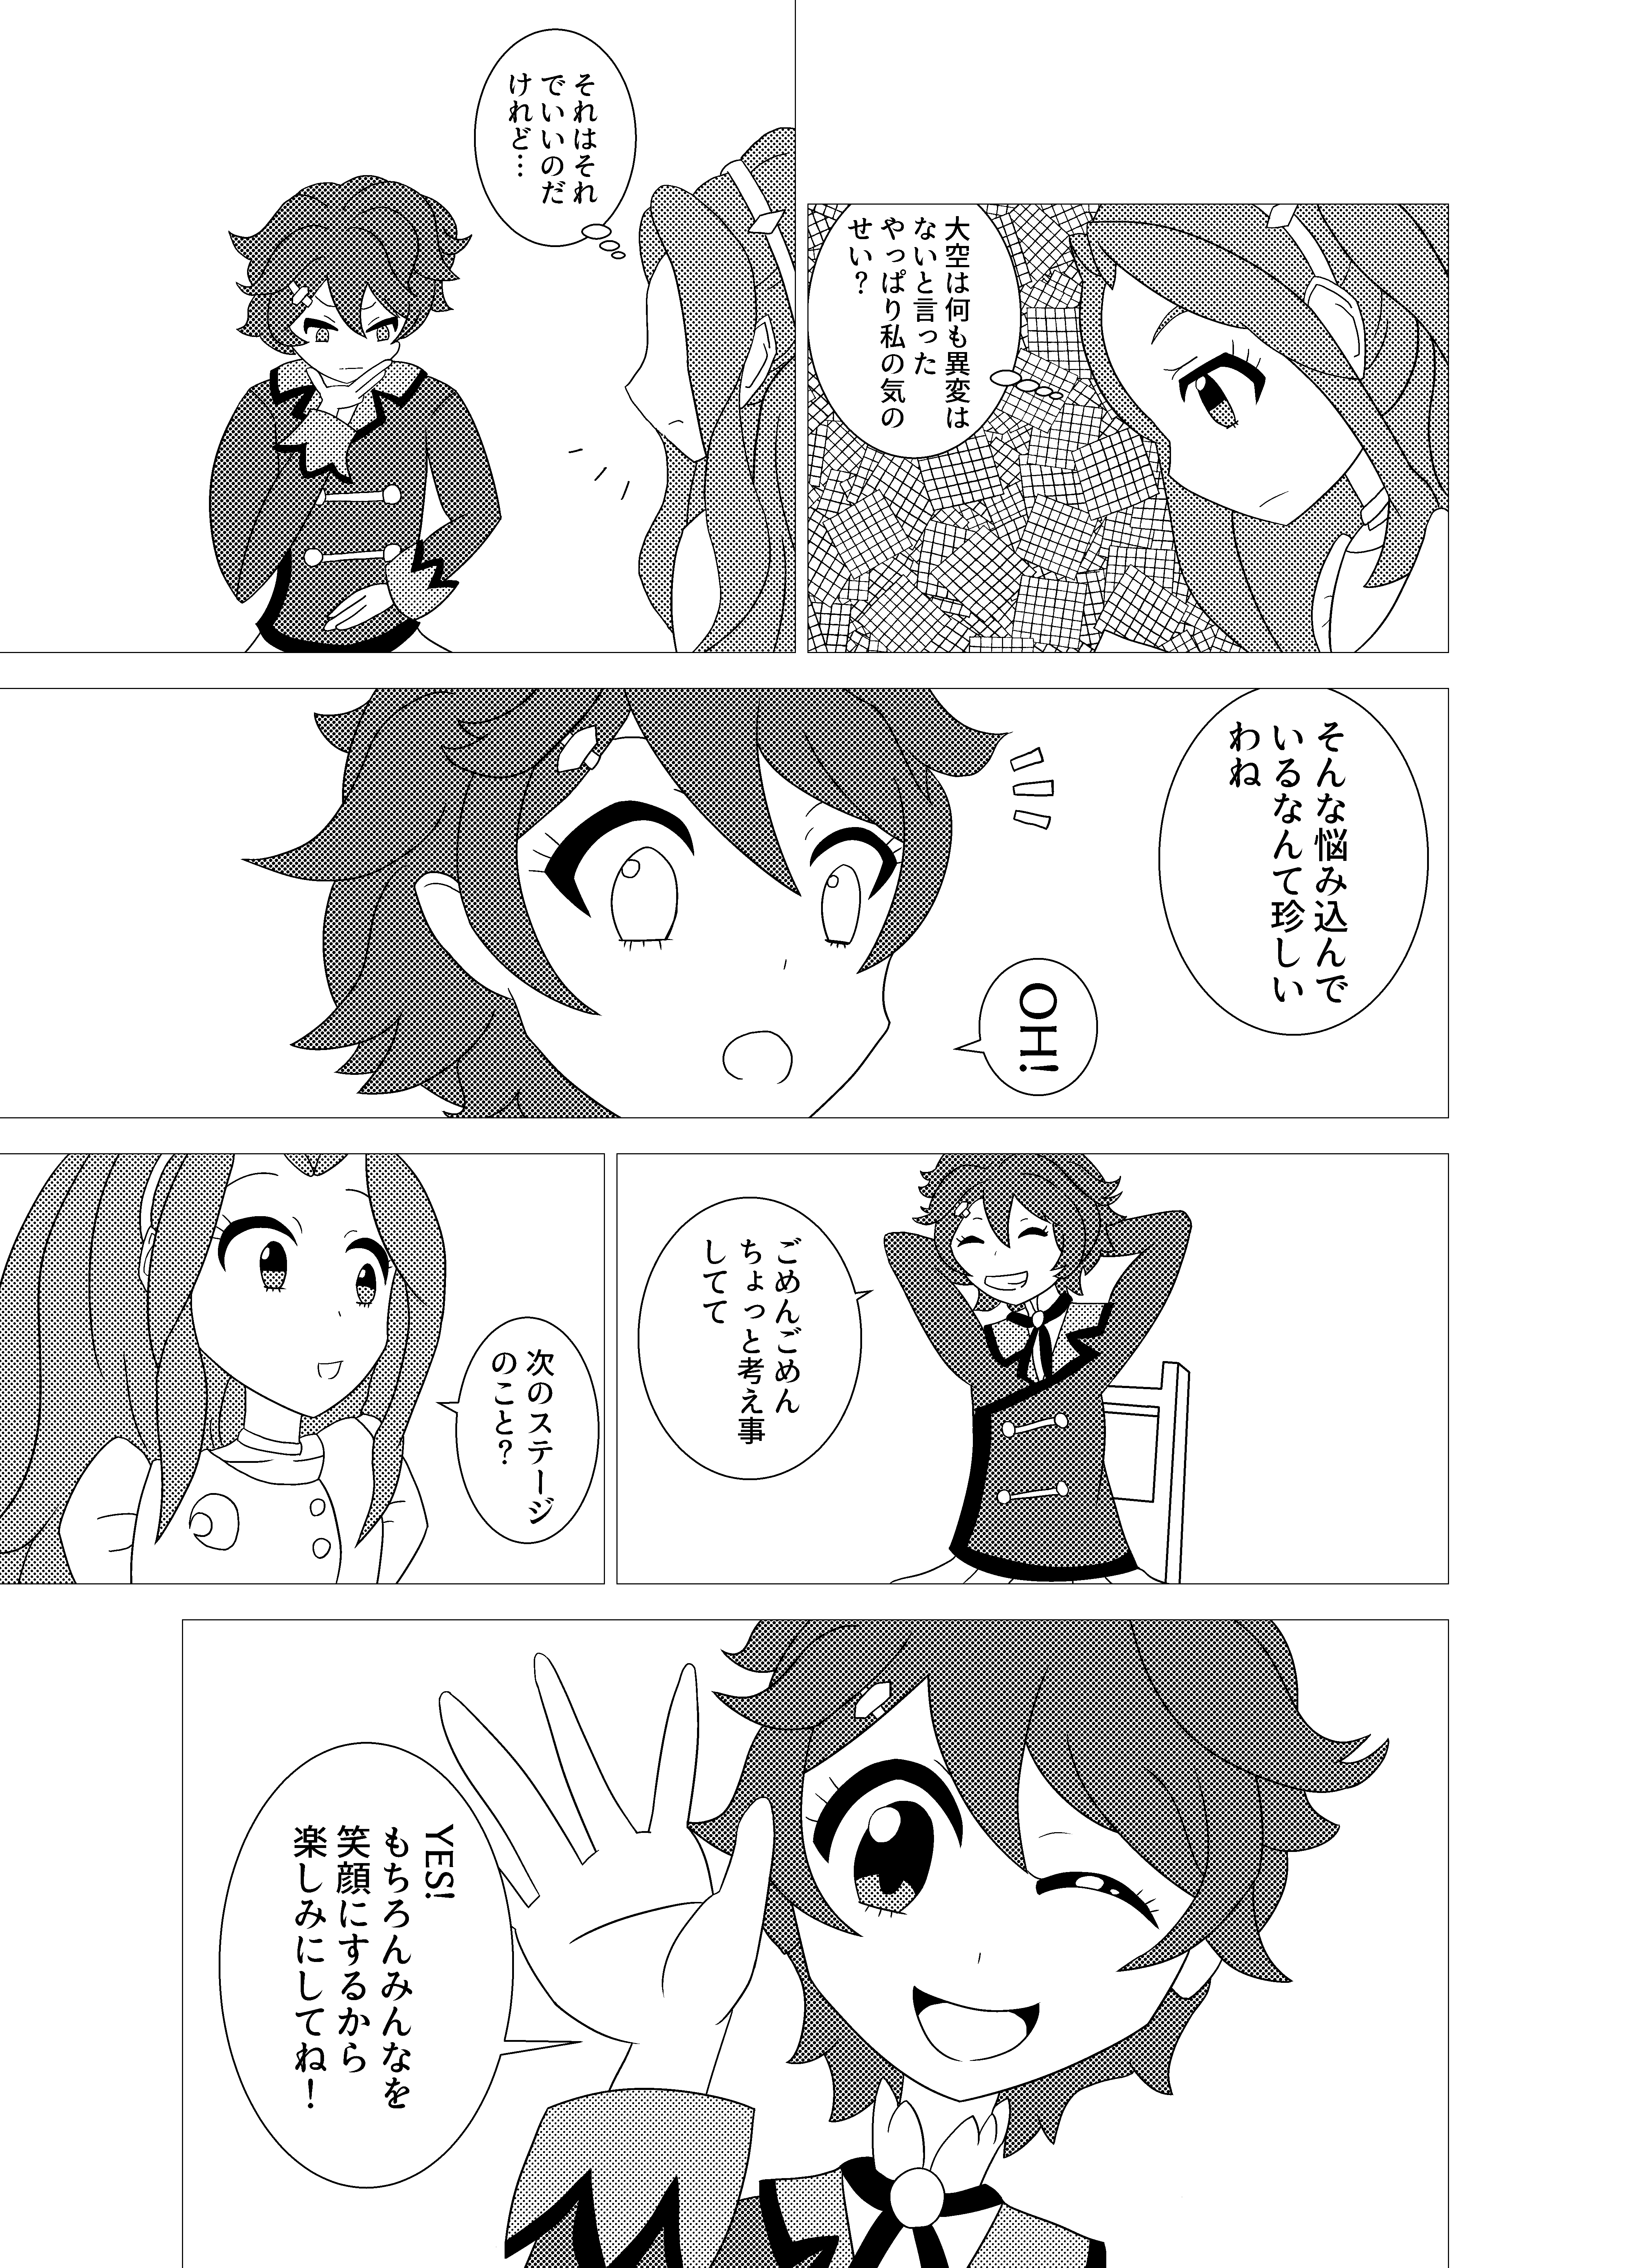 大空は何も異変は
ないと言った
やっぱり私の気の
せい？
それはそれ
でいいのだ
けれど…
そんな悩み込んで
いるなんて珍しい
わね
OH!
ごめんごめん
ちょっと考え事
してて
次のステージ
のこと？
YES!
もちろんみんなを
笑顔にするから
楽しみにしてね！